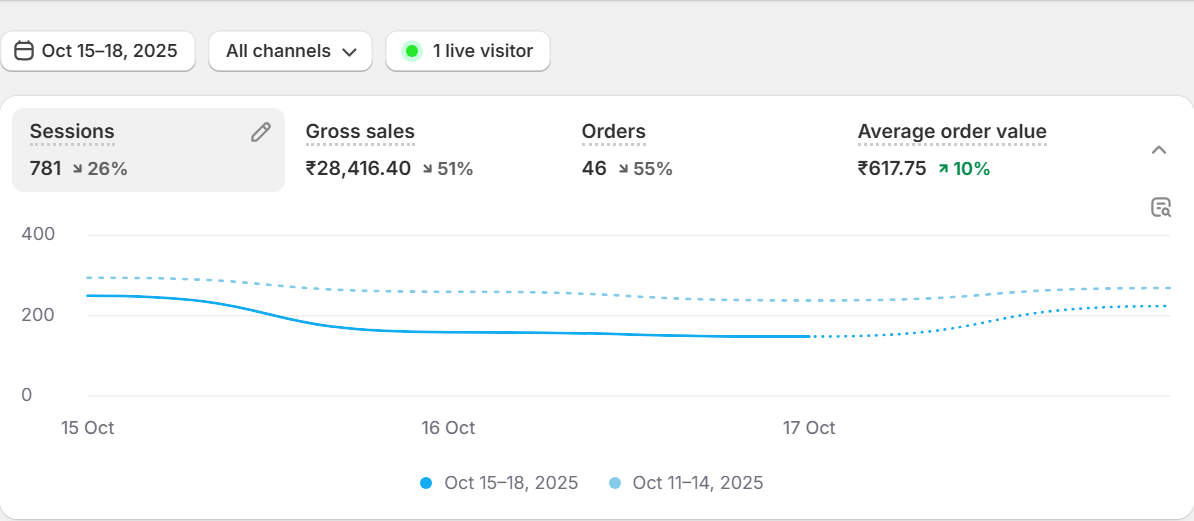 Oct 15–18, 2025 All channels 1 live visitor
Sessions Gross sales Orders Average order value
781 ↘ 26% ₹28,416.40 ↘ 51% 46 ↘ 55% ₹617.75 ↗ 10%
400
200
0
15 Oct 16 Oct 17 Oct
Oct 15–18, 2025 Oct 11–14, 2025